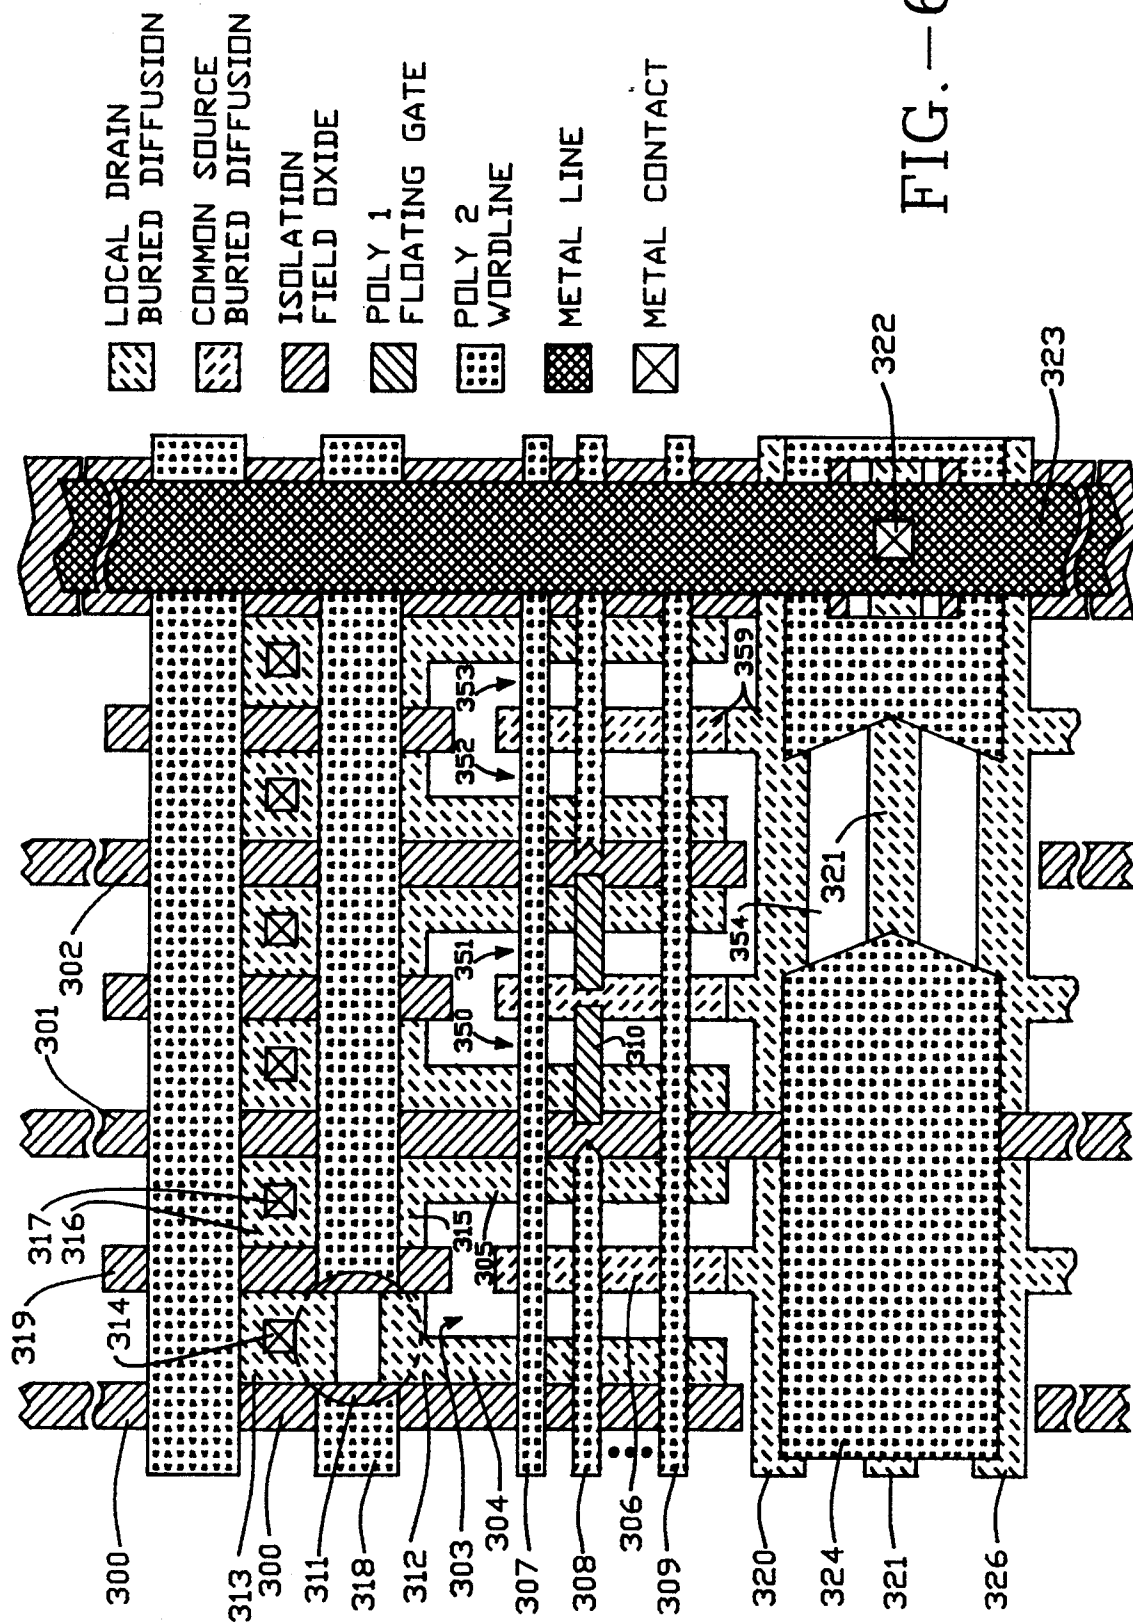 LOCAL DRAIN
BURIED DIFFUSION
COMMON SOURCE
BURIED DIFFUSION
ISOLATION
FIELD OXIDE
POLY 1
FLOATING GATE
POLY 2
WORDLINE
METAL LINE
METAL CONTACT
322
323
FIG.—6
302
301
317
316
319
314
353
352
351
350
359
354
321
310
315
305
300
313
300
311
318
312
303
304
307
308
306
309
320
324
321
326